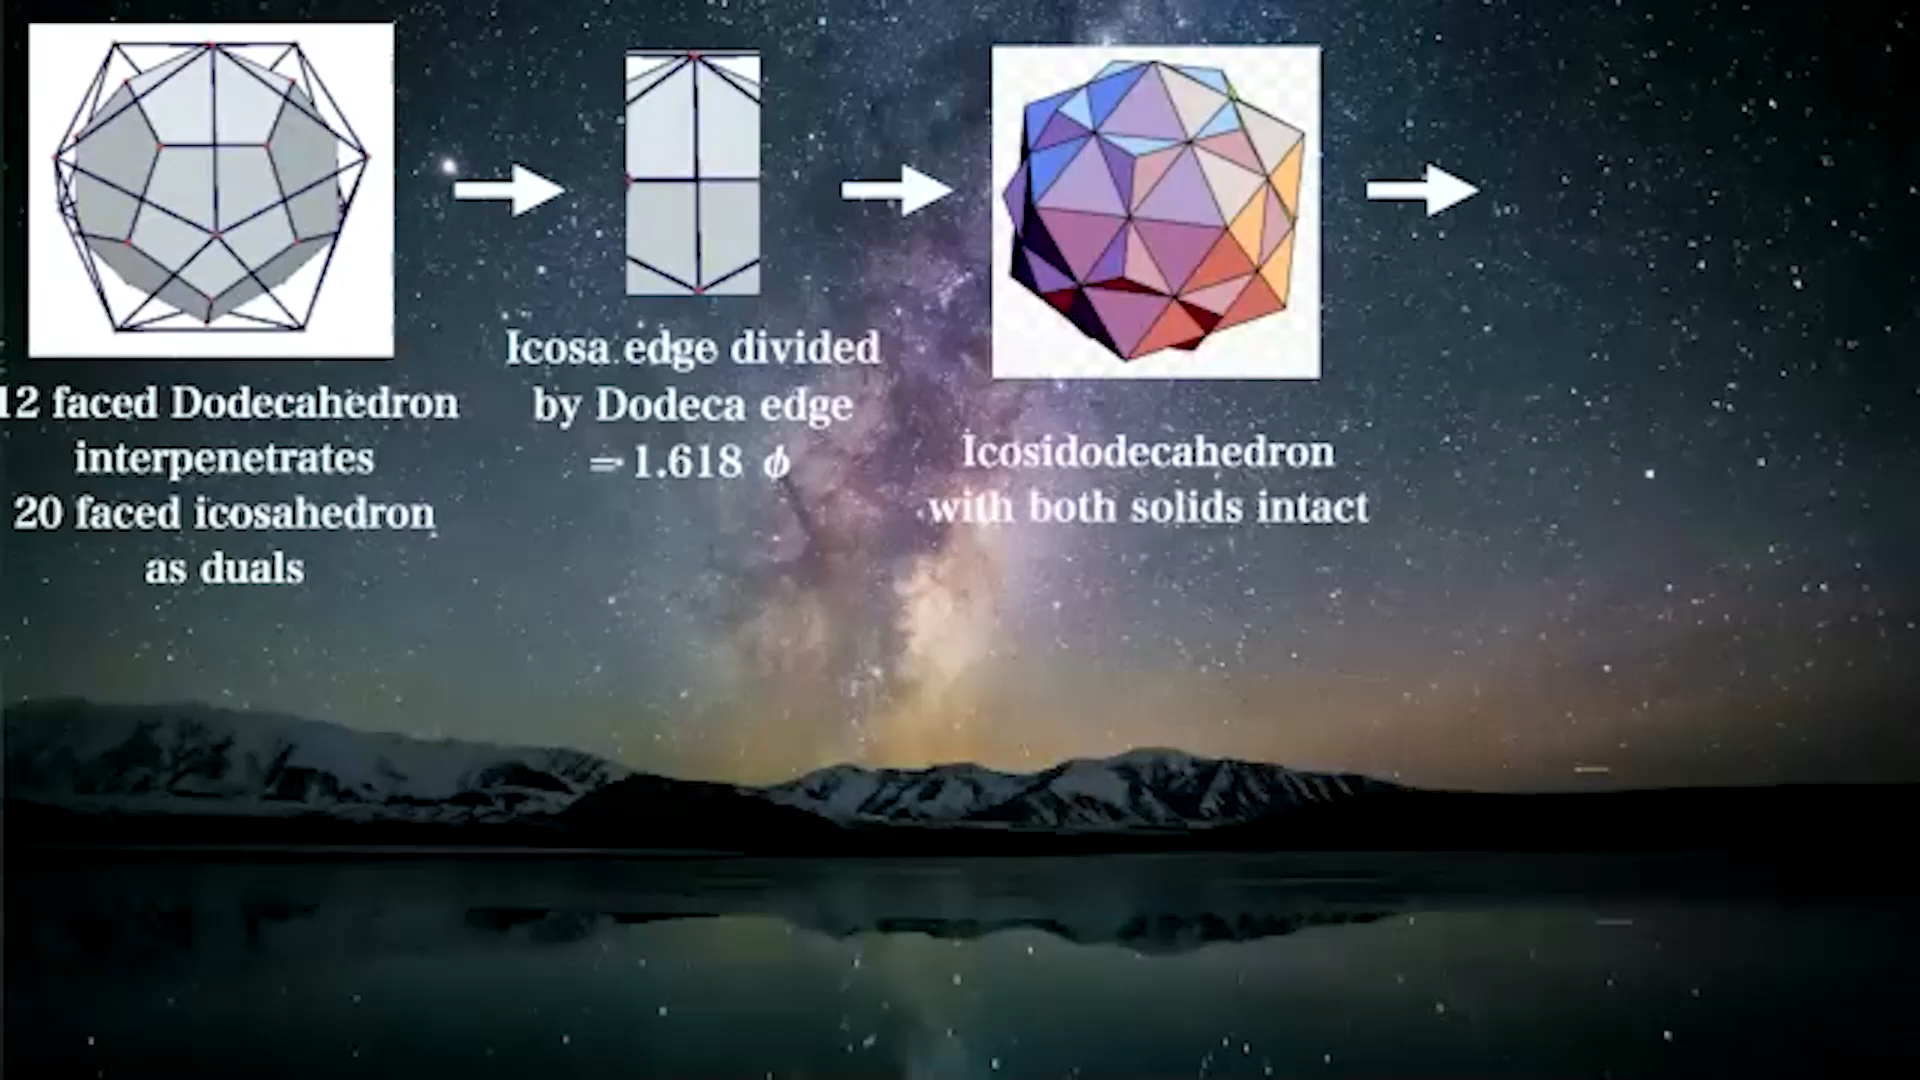 12 faced Dodecahedron
interpenetrates
20 faced icosahedron
as duals
Icosa edge divided
by Dodeca edge
= 1.618 ϕ
Icosidodecahedron
with both solids intact